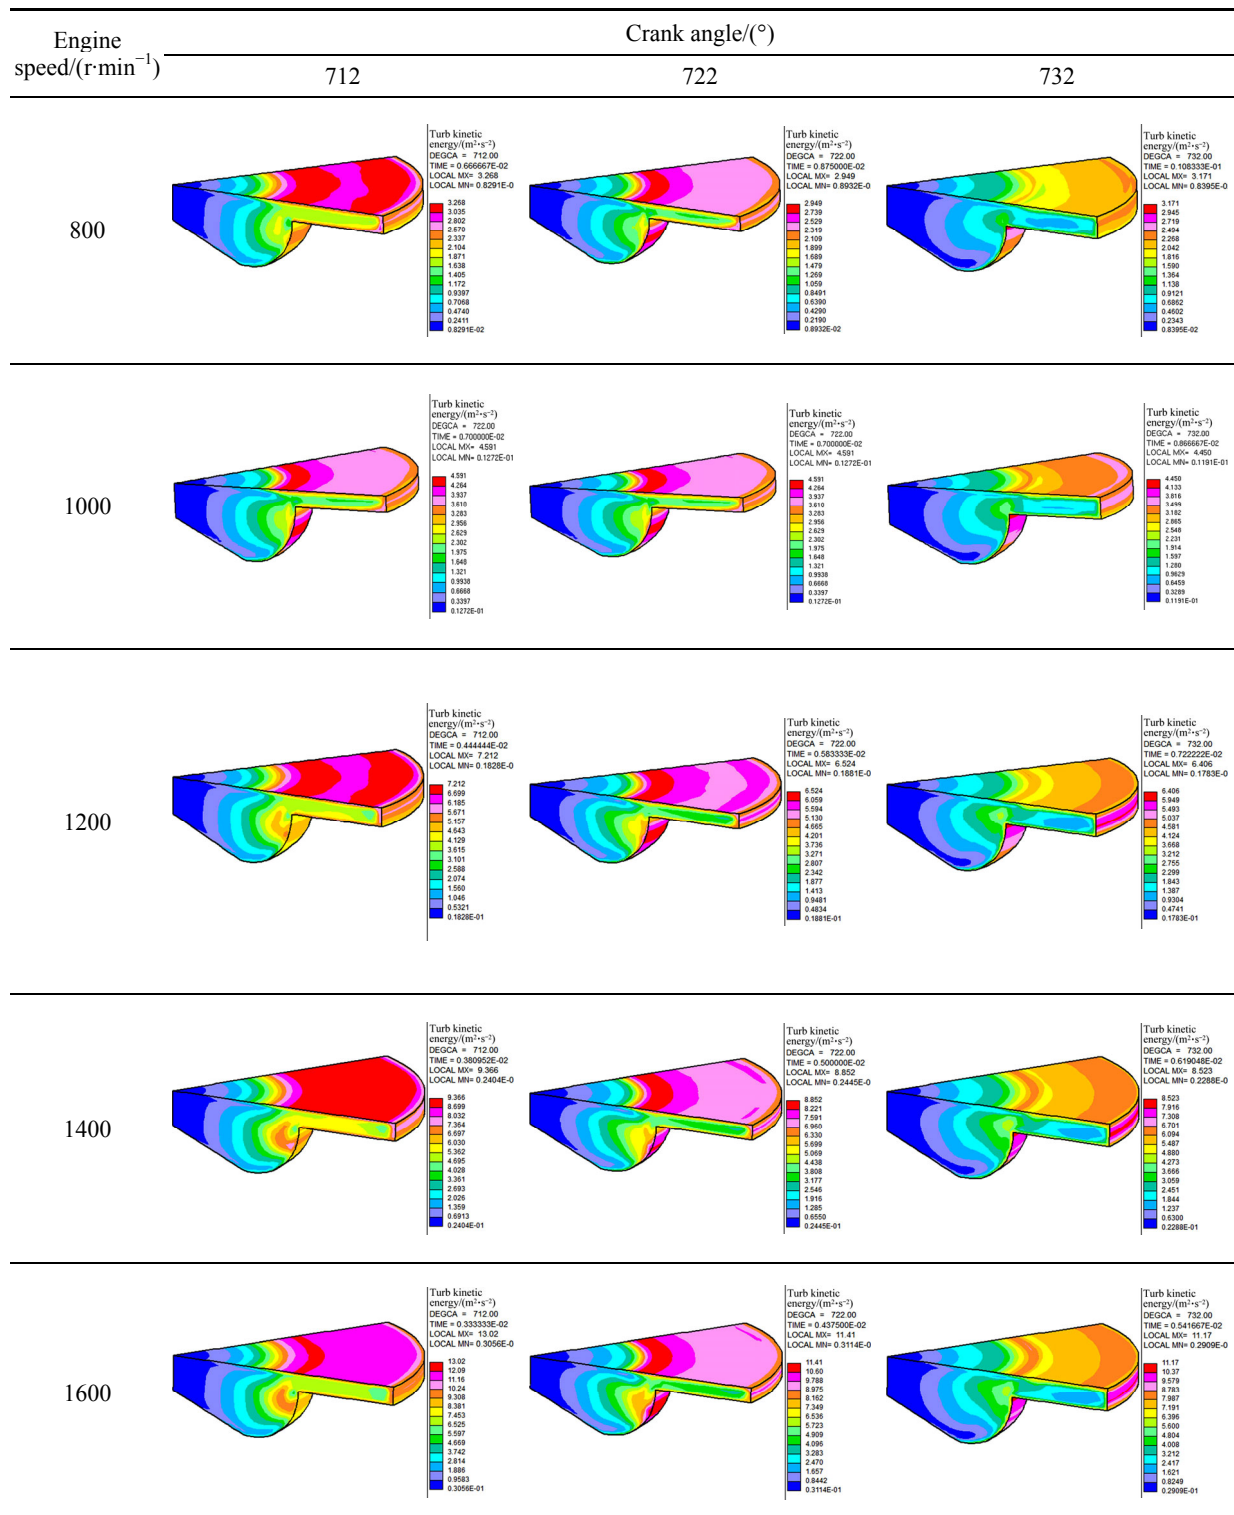 Engine
speed/(r·min⁻¹)
Crank angle/(°)
712
722
732
800
Turb kinetic
energy/(m²·s⁻²)
DEGCA = 712.00
TIME = 0.666667E-02
LOCAL MX= 3.268
LOCAL MN= 0.8291E-0
3.268
3.035
2.802
2.570
2.337
2.104
1.871
1.638
1.405
1.172
0.9397
0.7068
0.4740
0.2411
0.8291E-02
Turb kinetic
energy/(m²·s⁻²)
DEGCA = 722.00
TIME = 0.875000E-02
LOCAL MX= 2.949
LOCAL MN= 0.8932E-0
2.949
2.739
2.529
2.319
2.109
1.899
1.689
1.479
1.269
1.059
0.8491
0.6390
0.4290
0.2190
0.8932E-02
Turb kinetic
energy/(m²·s⁻²)
DEGCA = 732.00
TIME = 0.108333E-01
LOCAL MX= 3.171
LOCAL MN= 0.8395E-0
3.171
2.945
2.719
2.494
2.268
2.042
1.816
1.590
1.364
1.138
0.9121
0.6862
0.4602
0.2343
0.8395E-02
1000
Turb kinetic
energy/(m²·s⁻²)
DEGCA = 722.00
TIME = 0.700000E-02
LOCAL MX= 4.591
LOCAL MN= 0.1272E-01
4.591
4.264
3.937
3.610
3.283
2.956
2.629
2.302
1.975
1.648
1.321
0.9938
0.6668
0.3397
0.1272E-01
Turb kinetic
energy/(m²·s⁻²)
DEGCA = 722.00
TIME = 0.700000E-02
LOCAL MX= 4.591
LOCAL MN= 0.1272E-01
4.591
4.264
3.937
3.610
3.283
2.956
2.629
2.302
1.975
1.648
1.321
0.9938
0.6668
0.3397
0.1272E-01
Turb kinetic
energy/(m²·s⁻²)
DEGCA = 732.00
TIME = 0.866667E-02
LOCAL MX= 4.450
LOCAL MN= 0.1191E-01
4.450
4.133
3.816
3.499
3.182
2.865
2.548
2.231
1.914
1.597
1.280
0.9629
0.6459
0.3289
0.1191E-01
1200
Turb kinetic
energy/(m²·s⁻²)
DEGCA = 712.00
TIME = 0.444444E-02
LOCAL MX= 7.212
LOCAL MN= 0.1828E-0
7.212
6.699
6.185
5.671
5.157
4.643
4.129
3.615
3.101
2.588
2.074
1.560
1.046
0.5321
0.1828E-01
Turb kinetic
energy/(m²·s⁻²)
DEGCA = 722.00
TIME = 0.583333E-02
LOCAL MX= 6.524
LOCAL MN= 0.1881E-0
6.524
6.059
5.594
5.130
4.665
4.201
3.736
3.271
2.807
2.342
1.877
1.413
0.9481
0.4834
0.1881E-01
Turb kinetic
energy/(m²·s⁻²)
DEGCA = 732.00
TIME = 0.722222E-02
LOCAL MX= 6.406
LOCAL MN= 0.1783E-0
6.406
5.949
5.493
5.037
4.581
4.124
3.668
3.212
2.755
2.299
1.843
1.387
0.9304
0.4741
0.1783E-01
1400
Turb kinetic
energy/(m²·s⁻²)
DEGCA = 712.00
TIME = 0.380952E-02
LOCAL MX= 9.366
LOCAL MN= 0.2404E-0
9.366
8.699
8.032
7.364
6.697
6.030
5.362
4.695
4.028
3.361
2.693
2.026
1.359
0.6913
0.2404E-01
Turb kinetic
energy/(m²·s⁻²)
DEGCA = 722.00
TIME = 0.500000E-02
LOCAL MX= 8.852
LOCAL MN= 0.2445E-0
8.852
8.221
7.591
6.960
6.330
5.699
5.069
4.438
3.808
3.177
2.546
1.916
1.285
0.6550
0.2445E-01
Turb kinetic
energy/(m²·s⁻²)
DEGCA = 732.00
TIME = 0.619048E-02
LOCAL MX= 8.523
LOCAL MN= 0.2288E-0
8.523
7.916
7.308
6.701
6.094
5.487
4.880
4.273
3.666
3.059
2.451
1.844
1.237
0.6300
0.2288E-01
1600
Turb kinetic
energy/(m²·s⁻²)
DEGCA = 712.00
TIME = 0.333333E-02
LOCAL MX= 13.02
LOCAL MN= 0.3056E-0
13.02
12.09
11.16
10.24
9.308
8.381
7.453
6.525
5.597
4.669
3.742
2.814
1.886
0.9583
0.3056E-01
Turb kinetic
energy/(m²·s⁻²)
DEGCA = 722.00
TIME = 0.437500E-02
LOCAL MX= 11.41
LOCAL MN= 0.3114E-0
11.41
10.60
9.788
8.975
8.162
7.349
6.536
5.723
4.909
4.096
3.283
2.470
1.657
0.8442
0.3114E-01
Turb kinetic
energy/(m²·s⁻²)
DEGCA = 732.00
TIME = 0.541667E-02
LOCAL MX= 11.17
LOCAL MN= 0.2909E-0
11.17
10.37
9.579
8.783
7.987
7.191
6.396
5.600
4.804
4.008
3.212
2.417
1.621
0.8249
0.2909E-01